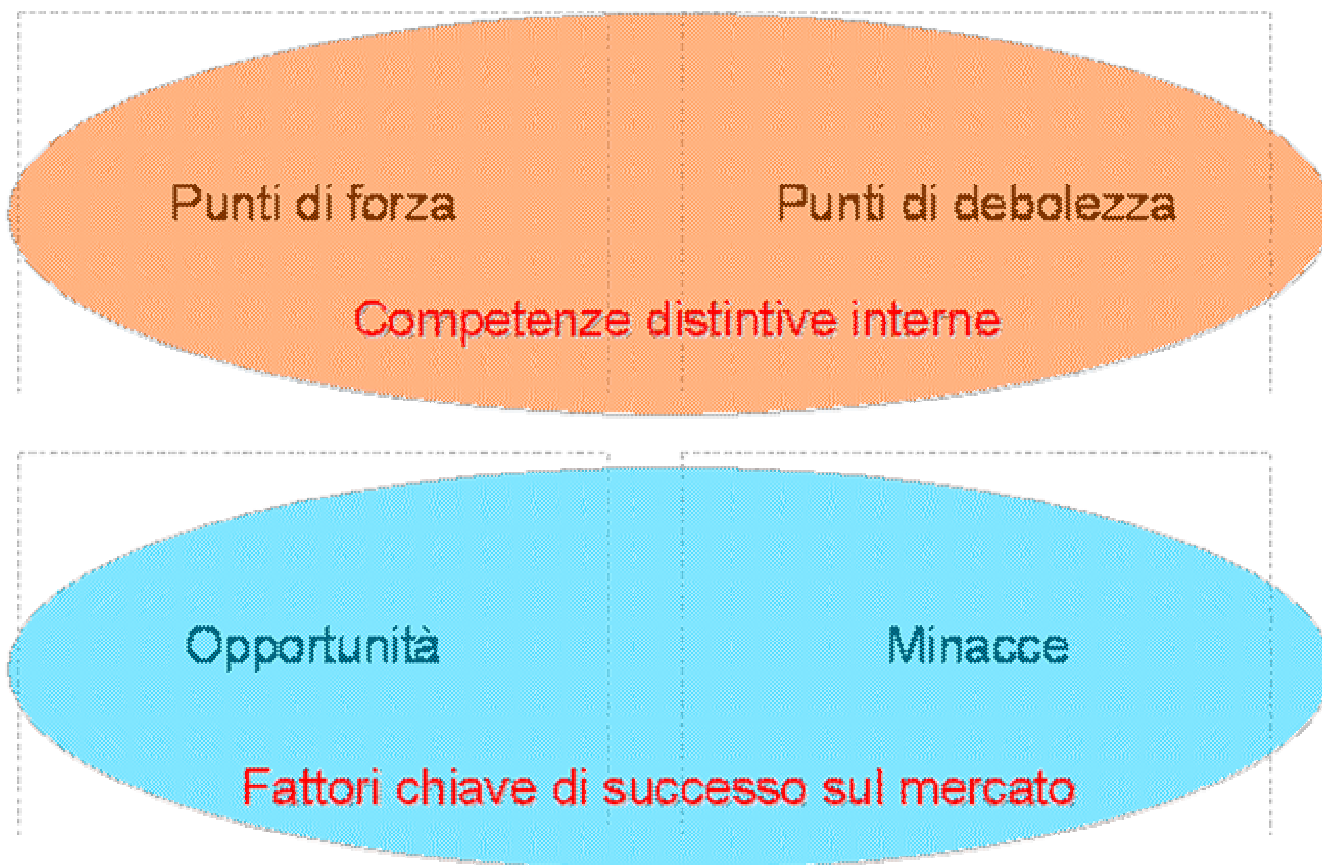 Punti di forza
Punti di debolezza
Competenze distintive interne
Opportunità
Minacce
Fattori chiave di successo sul mercato